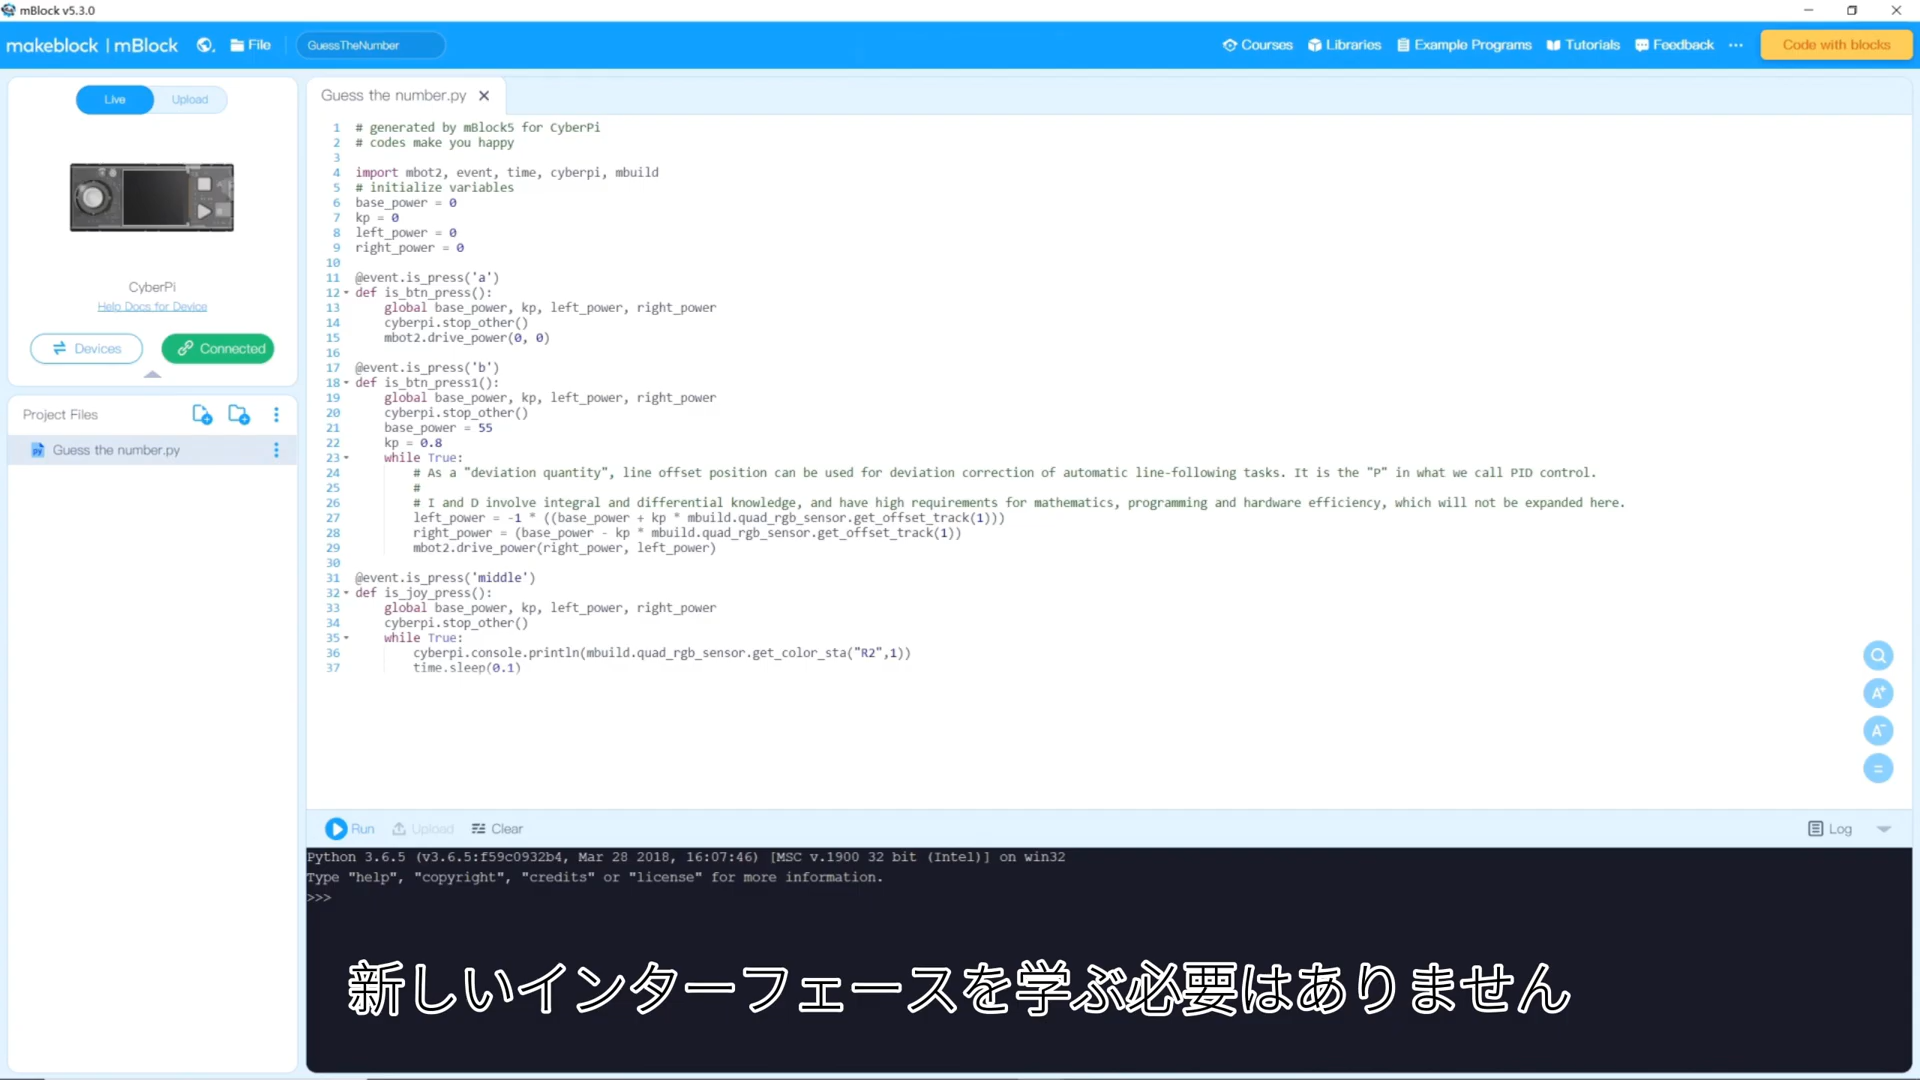 mBlock v5.3.0
makeblock | mBlock
File
GuessTheNumber
Courses
Libraries
Example Programs
Tutorials
Feedback
Code with blocks
Live
Upload
CyberPi
Help Docs for Device
Devices
Connected
Project Files
Guess the number.py
Guess the number.py
1 # generated by mBlock5 for CyberPi
2 # codes make you happy
3
4 import mbot2, event, time, cyberpi, mbuild
5 # initialize variables
6 base_power = 0
7 kp = 0
8 left_power = 0
9 right_power = 0
10
11 @event.is_press('a')
12 def is_btn_press():
13     global base_power, kp, left_power, right_power
14     cyberpi.stop_other()
15     mbot2.drive_power(0, 0)
16
17 @event.is_press('b')
18 def is_btn_press1():
19     global base_power, kp, left_power, right_power
20     cyberpi.stop_other()
21     base_power = 55
22     kp = 0.8
23     while True:
24         # As a "deviation quantity", line offset position can be used for deviation correction of automatic line-following tasks. It is the "P" in what we call PID control.
25         #
26         # I and D involve integral and differential knowledge, and have high requirements for mathematics, programming and hardware efficiency, which will not be expanded here.
27         left_power = -1 * ((base_power + kp * mbuild.quad_rgb_sensor.get_offset_track(1)))
28         right_power = (base_power - kp * mbuild.quad_rgb_sensor.get_offset_track(1))
29         mbot2.drive_power(right_power, left_power)
30
31 @event.is_press('middle')
32 def is_joy_press():
33     global base_power, kp, left_power, right_power
34     cyberpi.stop_other()
35     while True:
36         cyberpi.console.println(mbuild.quad_rgb_sensor.get_color_sta("R2",1))
37         time.sleep(0.1)
A+
A-
=
Run
Upload
Clear
Log
Python 3.6.5 (v3.6.5:f59c0932b4, Mar 28 2018, 16:07:46) [MSC v.1900 32 bit (Intel)] on win32
Type "help", "copyright", "credits" or "license" for more information.
>>>
新しいインターフェースを学ぶ必要はありません